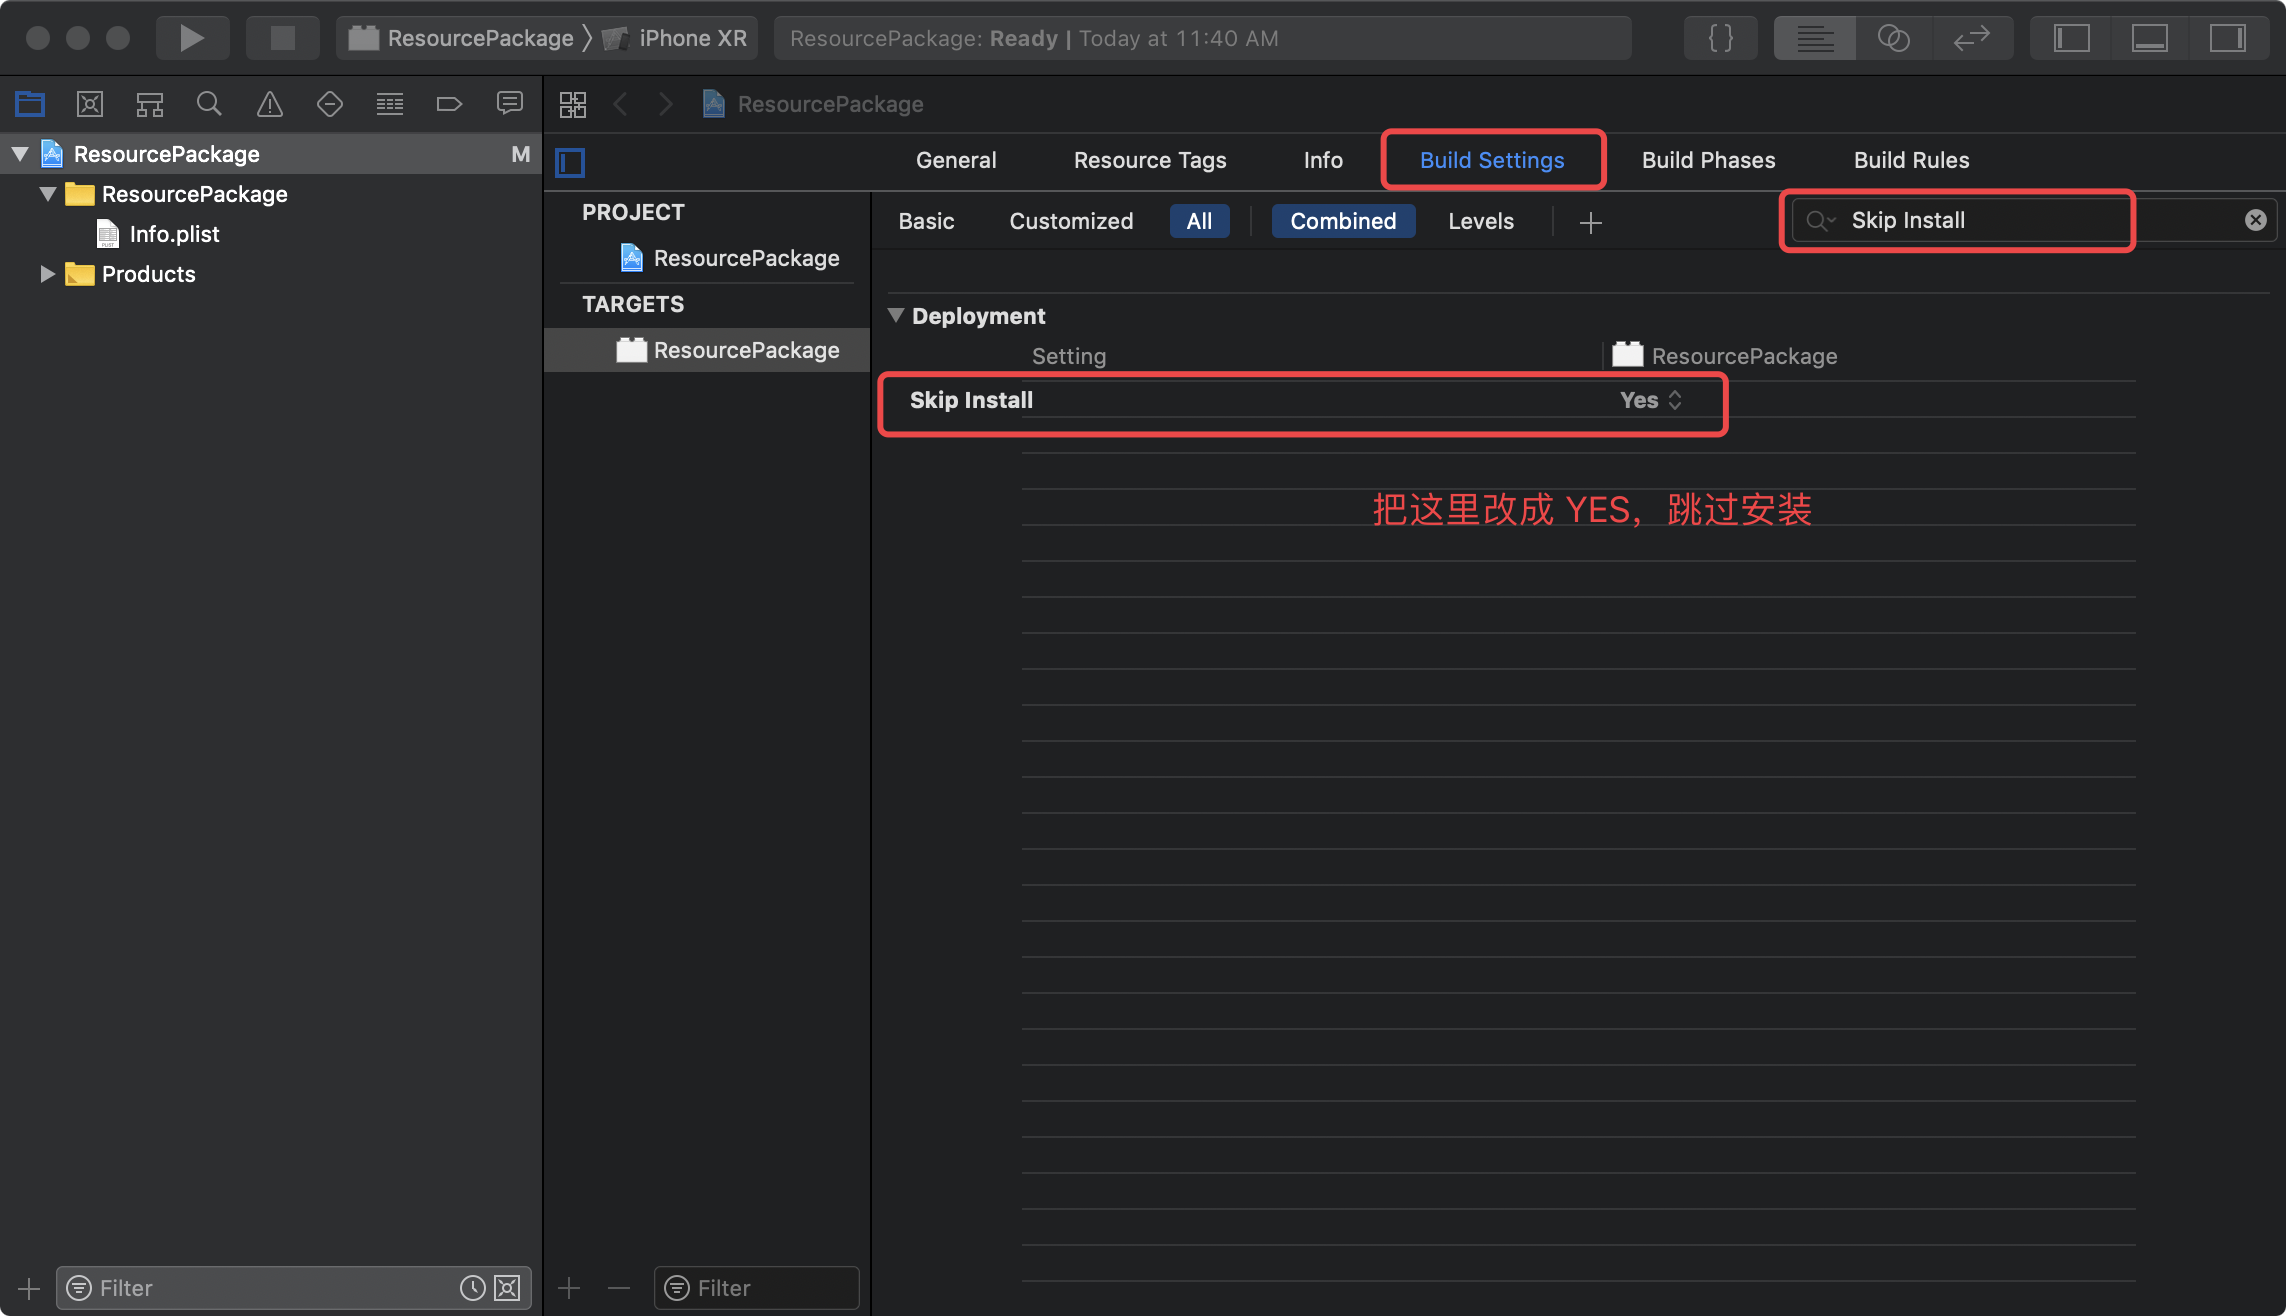 ResourcePackage 〉 iPhone XR
ResourcePackage: Ready | Today at 11:40 AM
{ }
ResourcePackage
ResourcePackage M
ResourcePackage
Info.plist
Products
General Resource Tags Info Build Settings Build Phases Build Rules
PROJECT
ResourcePackage
TARGETS
ResourcePackage
Basic Customized All Combined Levels
Skip Install
Deployment
Setting ResourcePackage
Skip Install Yes
把这里改成 YES，跳过安装
Filter
Filter